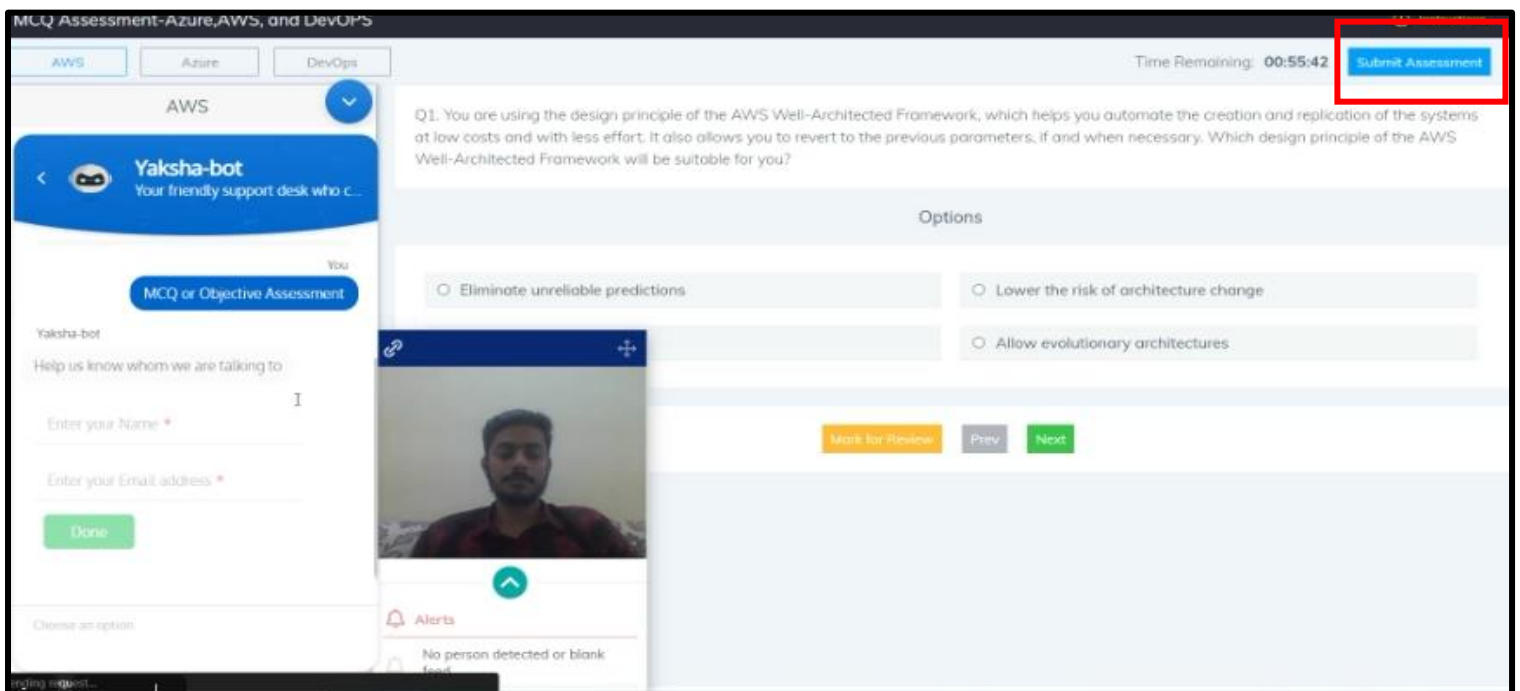 MCQ Assessment-Azure,AWS, and DevOPS
Instructions
AWS
Azure
DevOps
Time Remaining: 00:55:42
Submit Assessment
AWS
Yaksha-bot
Your friendly support desk who c...
You
MCQ or Objective Assessment
Yaksha-bot
Help us know whom we are talking to
Enter your Name *
Enter your Email address *
Done
Choose an option
Q1. You are using the design principle of the AWS Well-Architected Framework, which helps you automate the creation and replication of the systems
at low costs and with less effort. It also allows you to revert to the previous parameters, if and when necessary. Which design principle of the AWS
Well-Architected Framework will be suitable for you?
Options
Eliminate unreliable predictions
Lower the risk of architecture change
Allow evolutionary architectures
Mark for Review
Prev
Next
Alerts
No person detected or blank
feed
ending request...